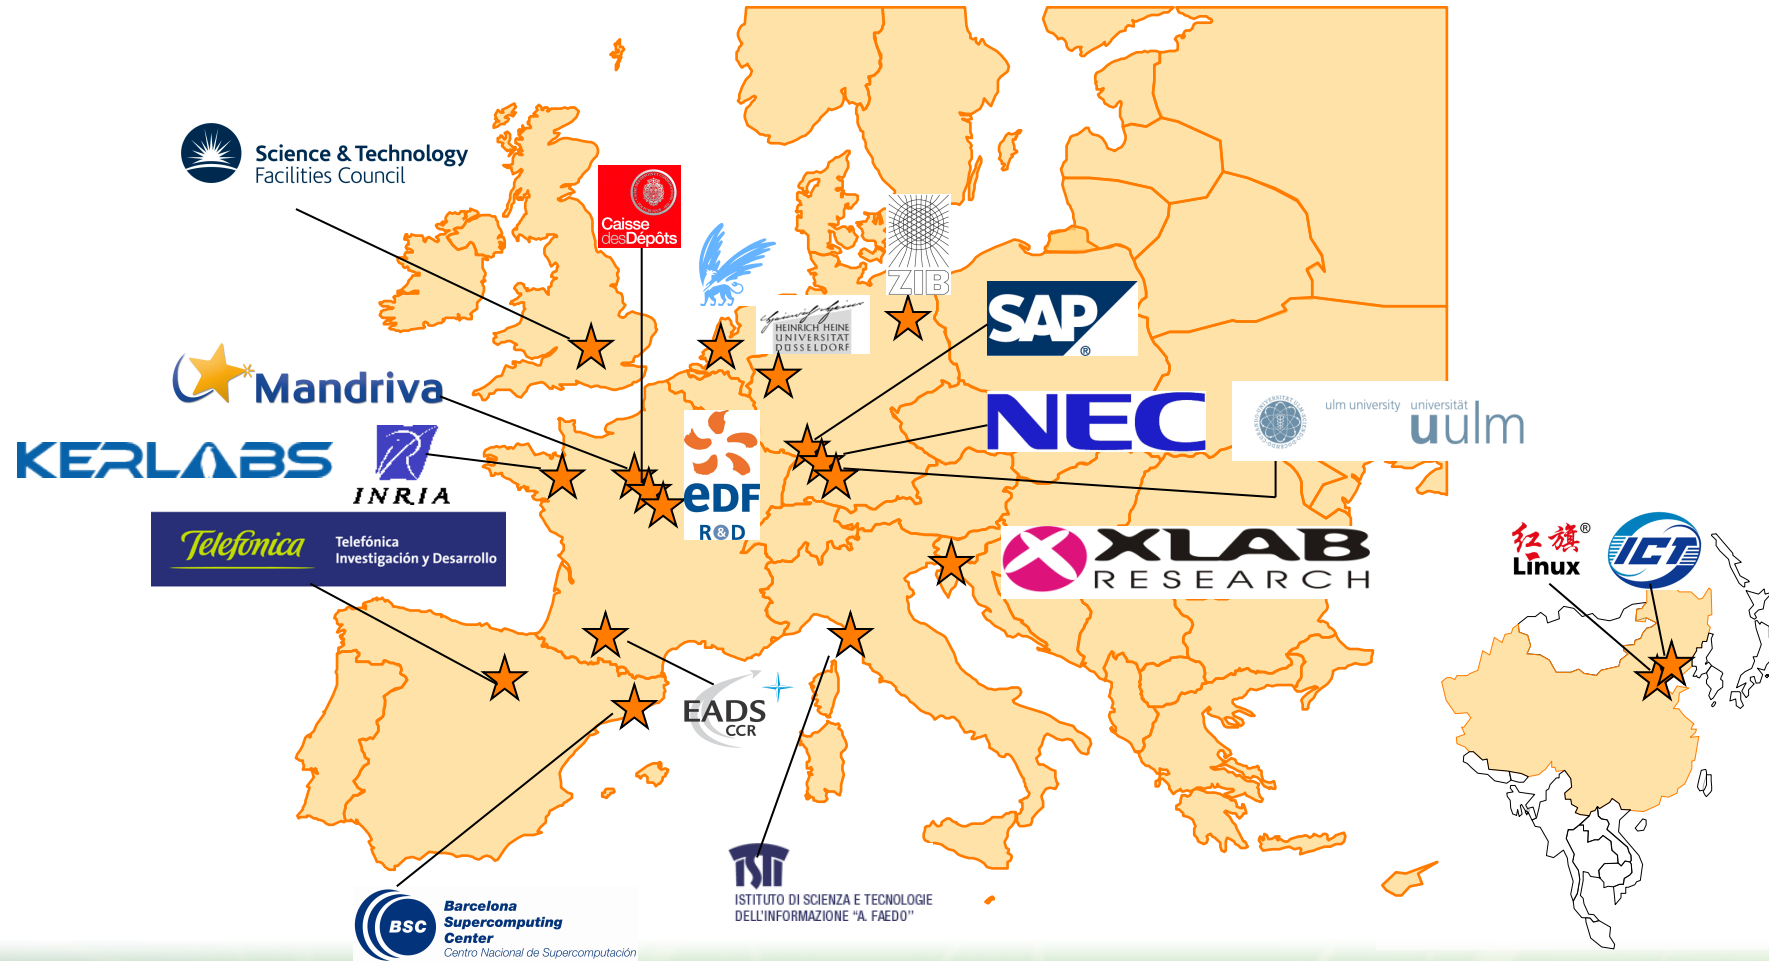 Science & Technology
Facilities Council
Caisse
desDépôts
ZIB
HEINRICH HEINE
UNIVERSITÄT
DÜSSELDORF
SAP
®
Mandriva
NEC
ulm university universität
uulm
KERLABS
INRIA
eDF
R&D
Telefónica
Telefónica
Investigación y Desarrollo
XLAB
RESEARCH
红旗®
Linux
ICT
EADS
CCR
ISTI
ISTITUTO DI SCIENZA E TECNOLOGIE
DELL'INFORMAZIONE "A. FAEDO"
BSC
Barcelona
Supercomputing
Center
Centro Nacional de Supercomputación